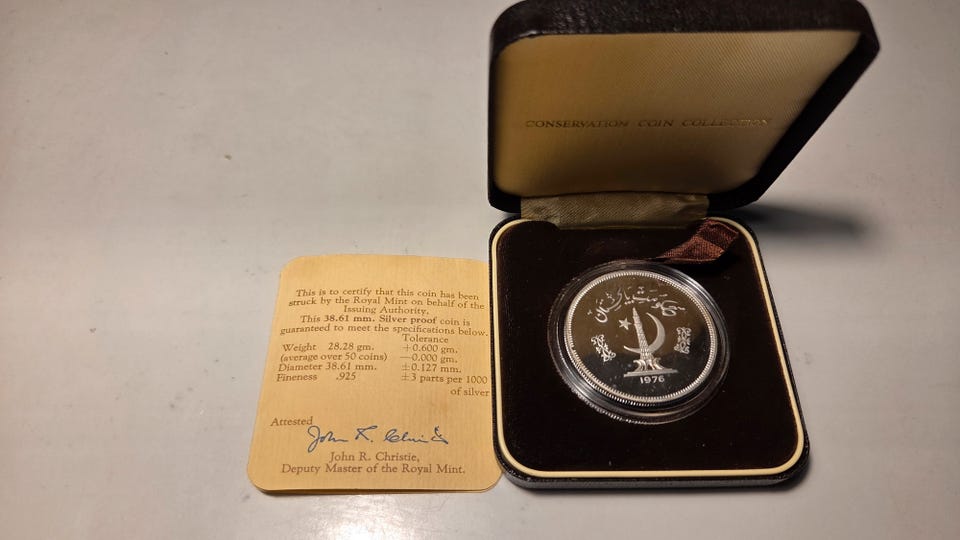 CONSERVATION COIN COLLECTION
This is to certify that this coin has been
struck by the Royal Mint on behalf of the
Issuing Authority.
This 38.61 mm. Silver proof coin is
guaranteed to meet the specifications below.
Tolerance
Weight 28.28 gm. +0.600 gm.
(average over 50 coins) —0.000 gm.
Diameter 38.61 mm. ±0.127 mm.
Fineness .925 ±3 parts per 1000
of silver
Attested
John R. Christie
John R. Christie,
Deputy Master of the Royal Mint.
حکومت پاکستان
1976